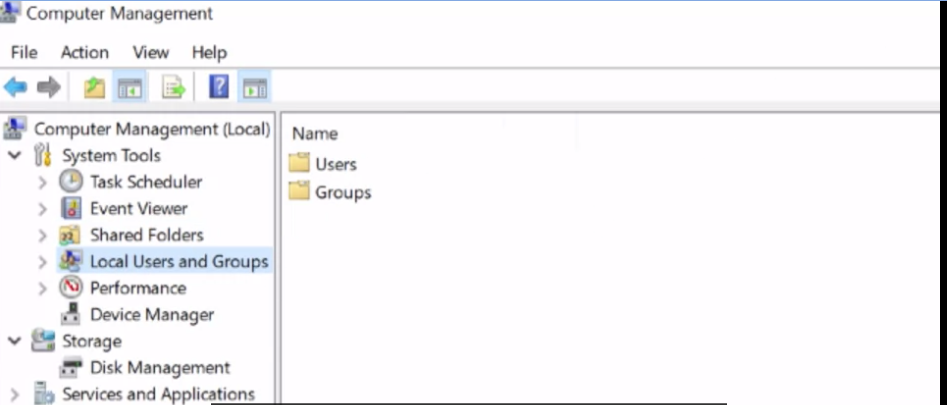 Computer Management
File Action View Help
Computer Management (Local)
System Tools
Task Scheduler
Event Viewer
Shared Folders
Local Users and Groups
Performance
Device Manager
Storage
Disk Management
Services and Applications
Name
Users
Groups